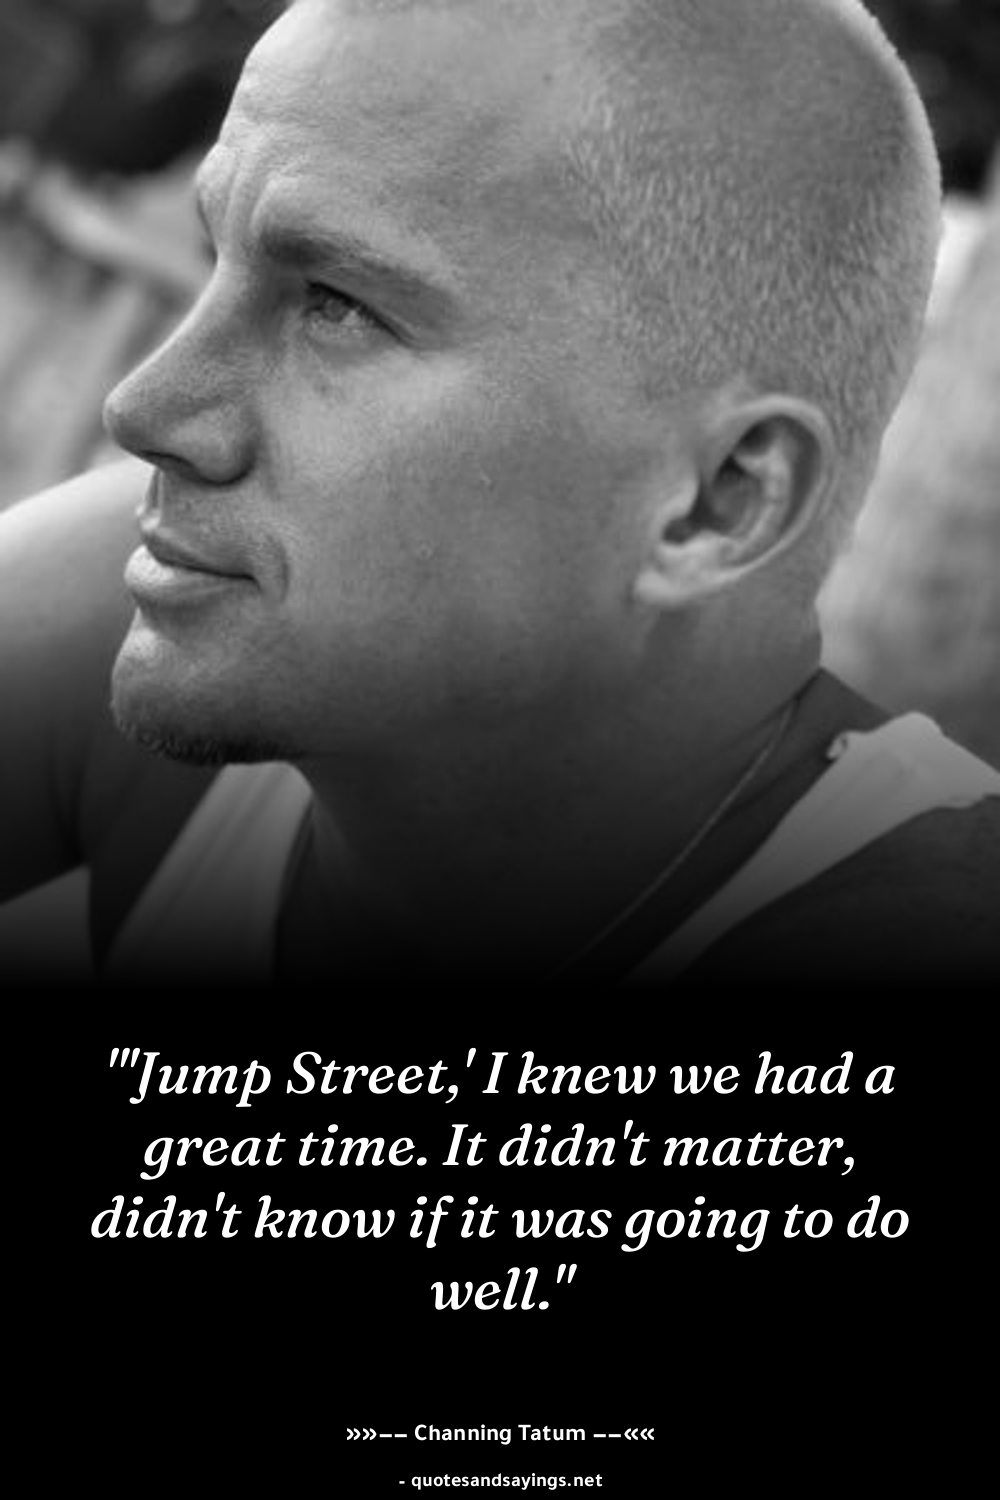 "'Jump Street,' I knew we had a
great time. It didn't matter,
didn't know if it was going to do
well."
»»–– Channing Tatum ––««
- quotesandsayings.net